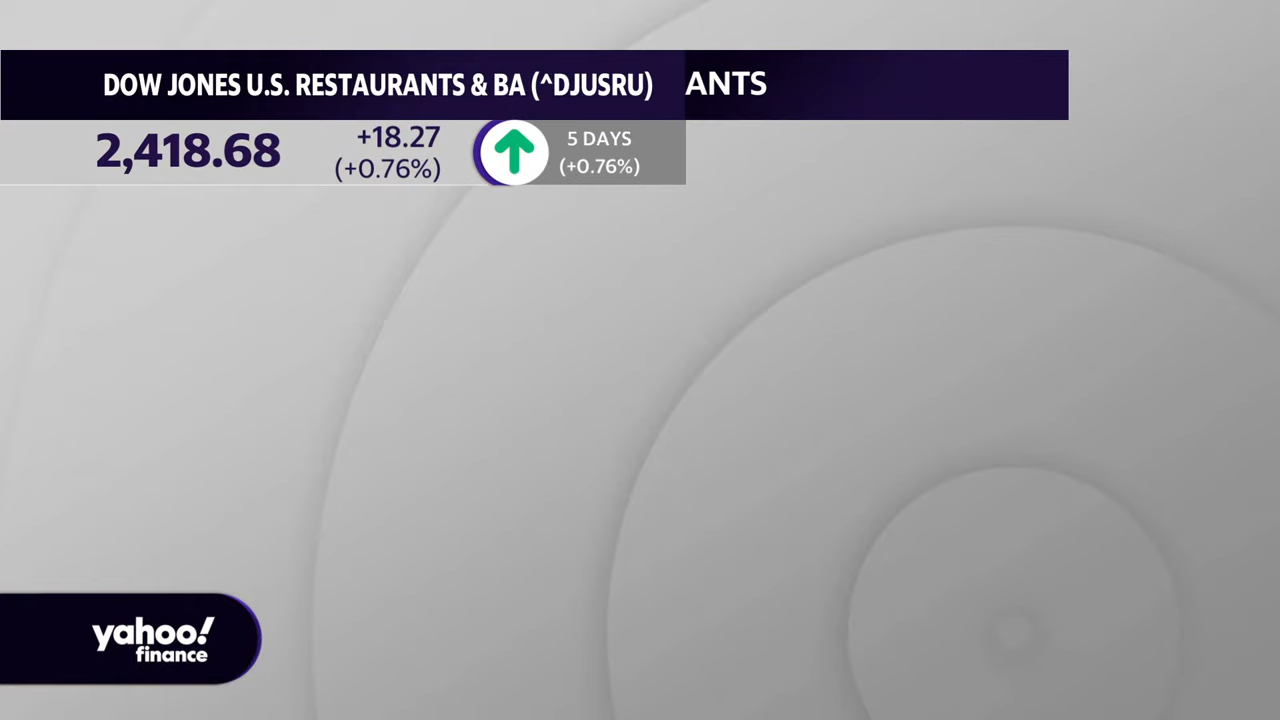 DOW JONES U.S. RESTAURANTS & BA (^DJUSRU) ANTS
2,418.68
+18.27
(+0.76%)
5 DAYS
(+0.76%)
yahoo!
finance